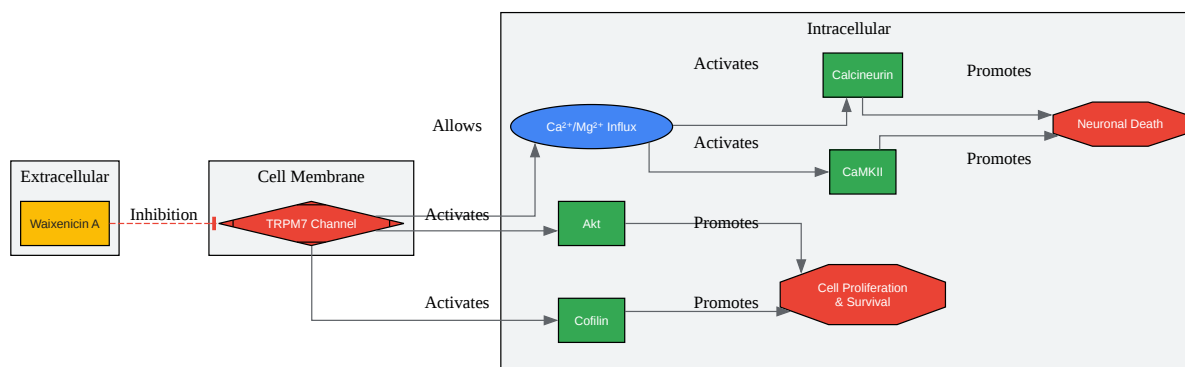 Extracellular
Waixenicin A
Inhibition
Cell Membrane
TRPM7 Channel
Allows
Activates
Activates
Intracellular
Ca²⁺/Mg²⁺ Influx
Activates
Activates
Calcineurin
CaMKII
Promotes
Promotes
Neuronal Death
Akt
Promotes
Cofilin
Promotes
Cell Proliferation
& Survival